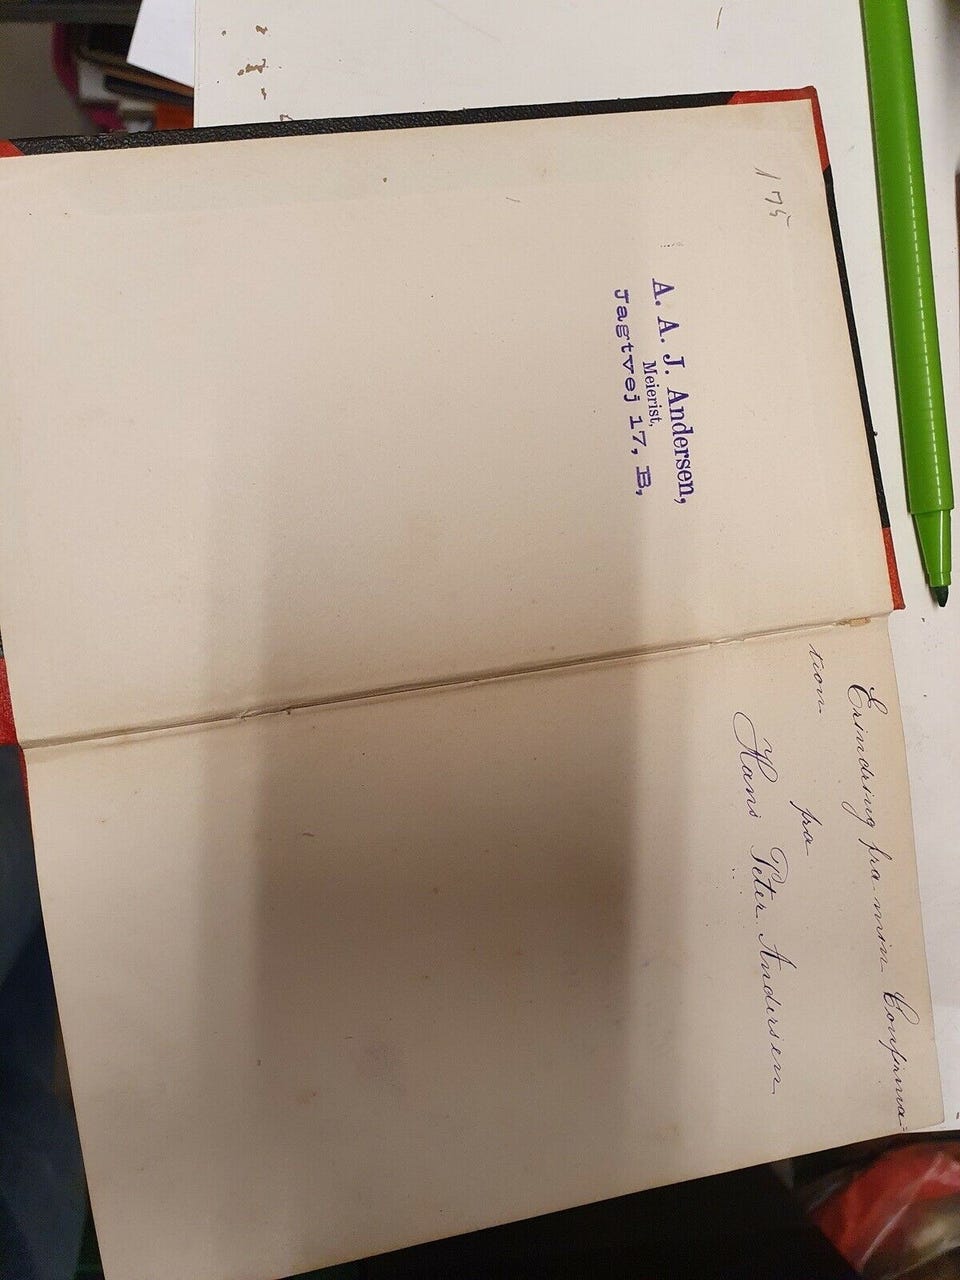 175
A. A. J. Andersen,
Meierist,
Jagtvej 17, B,
Erindring fra min Confirma=
tion
fra
Hans Peter Andersen